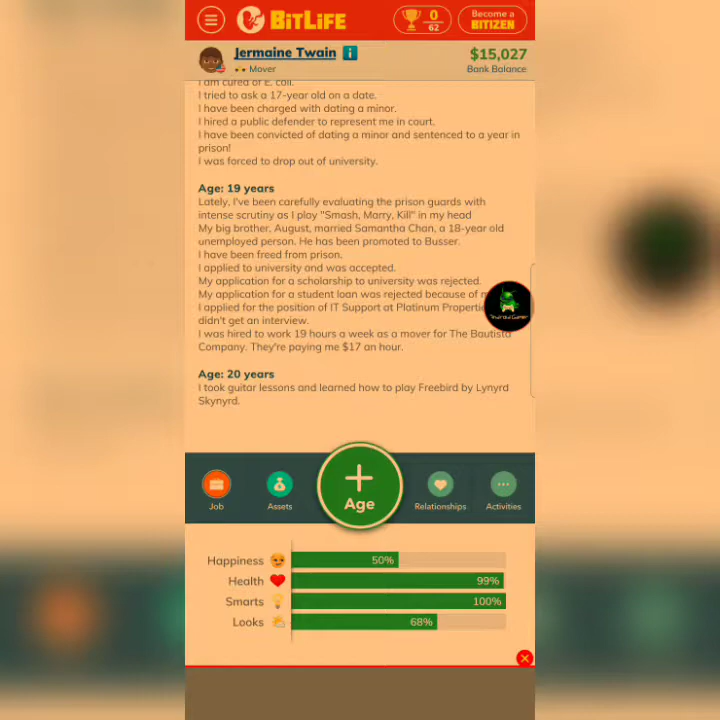 BITLIFE
0
62
Become a
BITIZEN
Jermaine Twain
$15,027
Mover
Bank Balance
I am cured of E. coli.
I tried to ask a 17-year old on a date.
I have been charged with dating a minor.
I hired a public defender to represent me in court.
I have been convicted of dating a minor and sentenced to a year in
prison!
I was forced to drop out of university.
Age: 19 years
Lately, I've been carefully evaluating the prison guards with
intense scrutiny as I play "Smash, Marry, Kill" in my head
My big brother, August, married Samantha Chan, a 18-year old
unemployed person. He has been promoted to Busser.
I have been freed from prison.
I applied to university and was accepted.
My application for a scholarship to university was rejected.
My application for a student loan was rejected because of
I applied for the position of IT Support at Platinum
didn't get an interview.
I was hired to work 19 hours a week as a mover for The Bautista
Company. They're paying me $17 an hour.
Age: 20 years
I took guitar lessons and learned how to play Freebird by Lynyrd
Skynyrd.
Job
Assets
Age
Relationships
Activities
Happiness 50%
Health 99%
Smarts 100%
Looks 68%